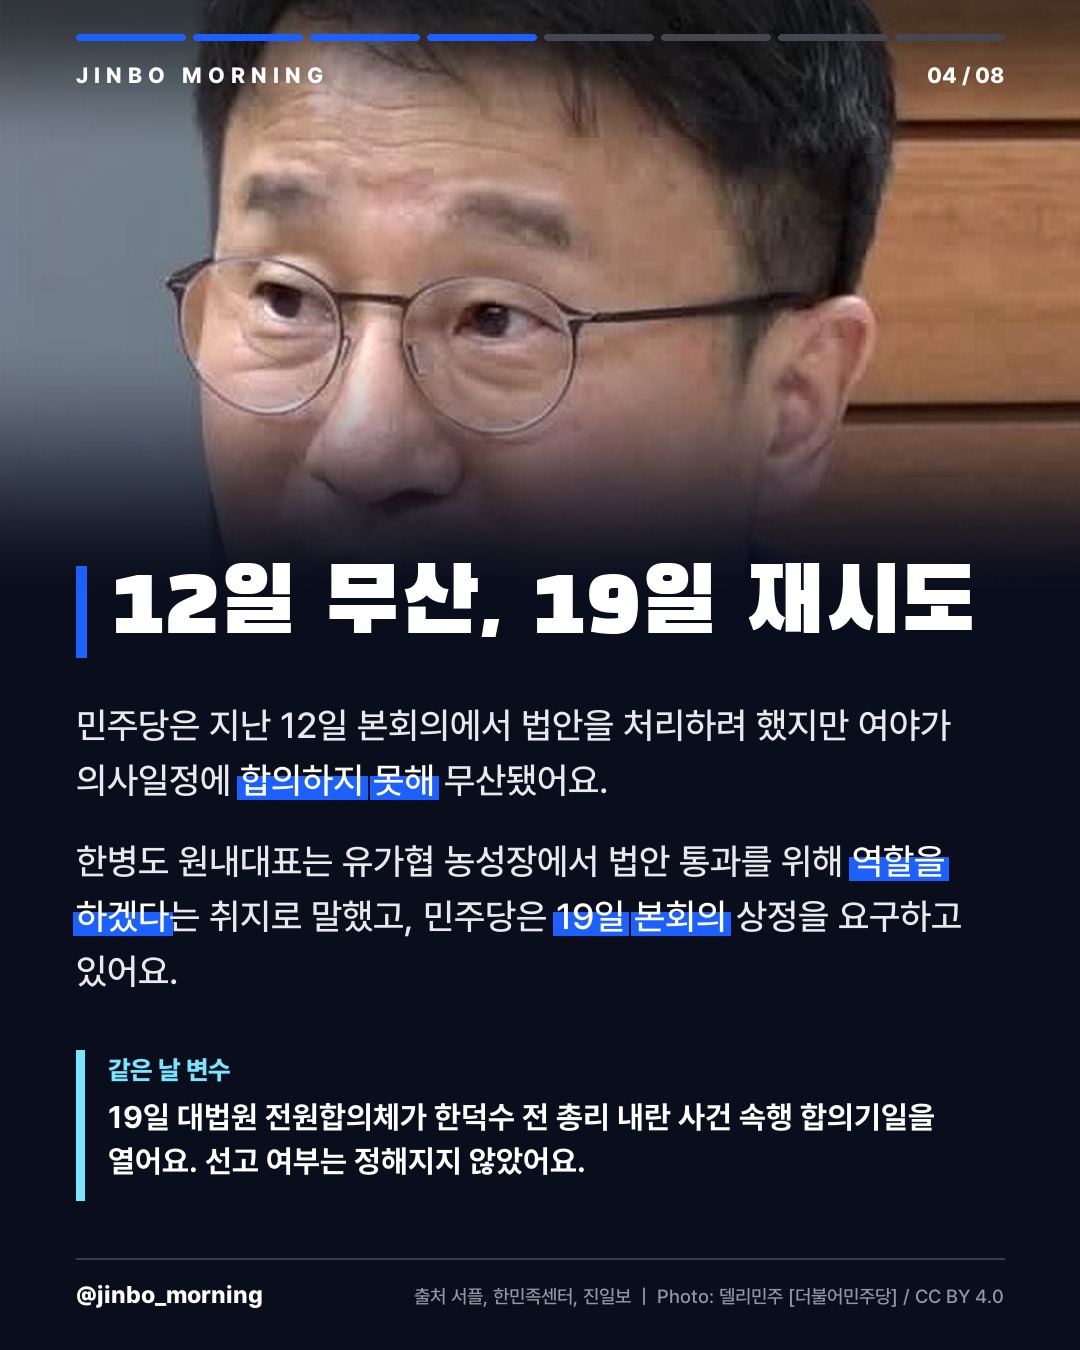 JINBO MORNING
04 / 08
12일 무산, 19일 재시도
민주당은 지난 12일 본회의에서 법안을 처리하려 했지만 여야가
의사일정에 합의하지 못해 무산됐어요.
한병도 원내대표는 유가협 농성장에서 법안 통과를 위해 역할을
하겠다는 취지로 말했고, 민주당은 19일 본회의 상정을 요구하고
있어요.
같은 날 변수
19일 대법원 전원합의체가 한덕수 전 총리 내란 사건 속행 합의기일을
열어요. 선고 여부는 정해지지 않았어요.
@jinbo_morning
출처 서플, 한민족센터, 진일보 | Photo: 델리민주 [더불어민주당] / CC BY 4.0